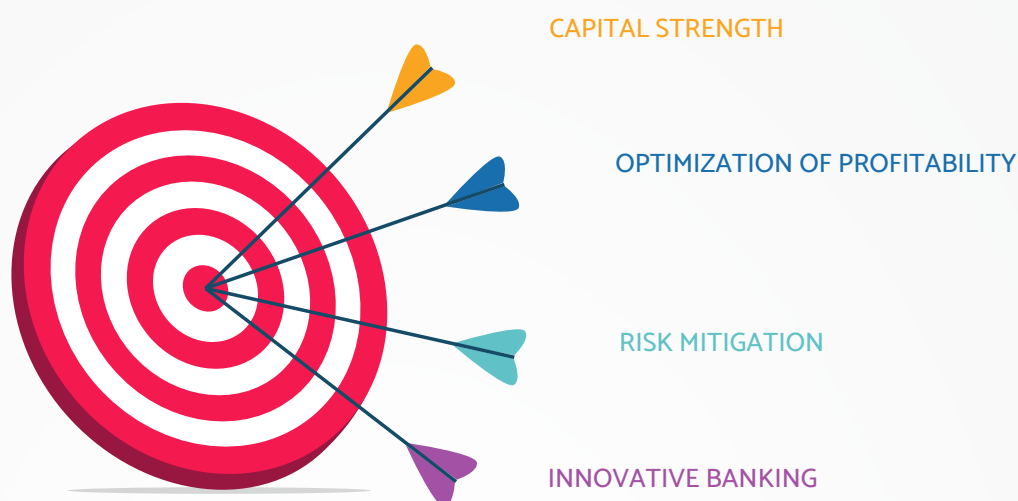 CAPITAL STRENGTH
OPTIMIZATION OF PROFITABILITY
RISK MITIGATION
INNOVATIVE BANKING